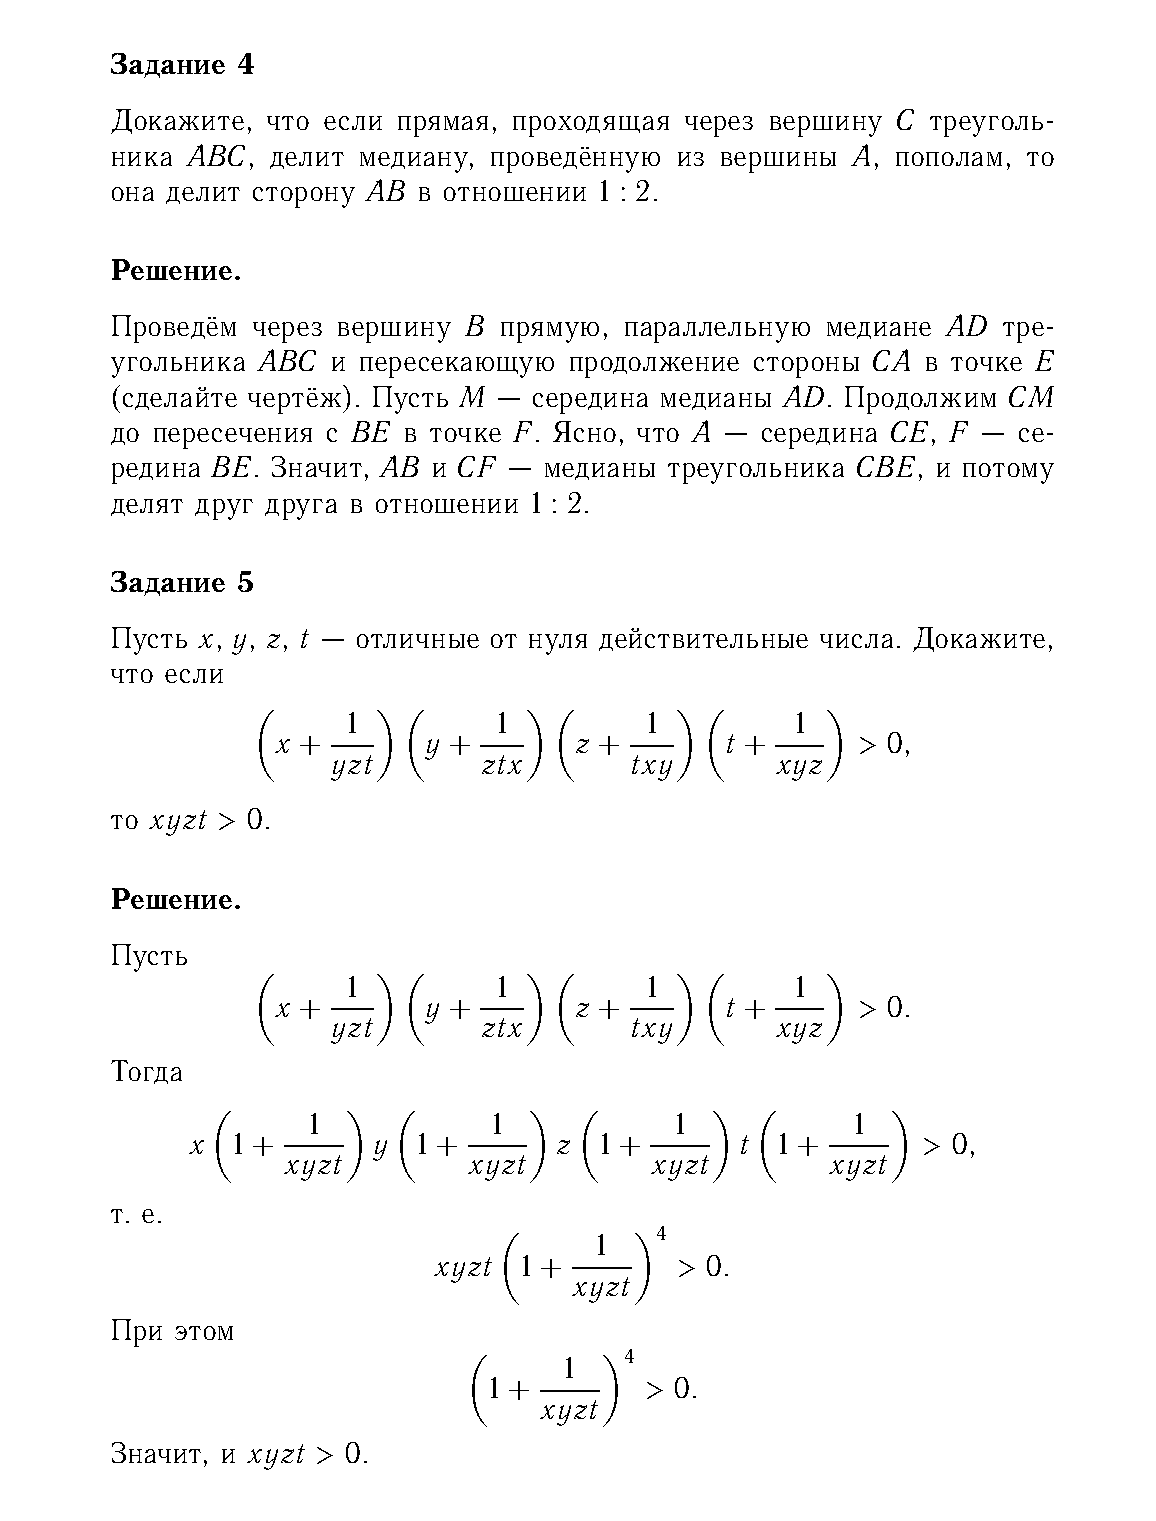 Задание 4
Докажите, что если прямая, проходящая через вершину C треуголь-
ника ABC, делит медиану, проведённую из вершины A, пополам, то
она делит сторону AB в отношении 1 : 2.
Решение.
Проведём через вершину B прямую, параллельную медиане AD тре-
угольника ABC и пересекающую продолжение стороны CA в точке E
(сделайте чертёж). Пусть M — середина медианы AD. Продолжим CM
до пересечения с BE в точке F. Ясно, что A — середина CE, F — се-
редина BE. Значит, AB и CF — медианы треугольника CBE, и потому
делят друг друга в отношении 1 : 2.
Задание 5
Пусть x, y, z, t — отличные от нуля действительные числа. Докажите,
что если
(x + 1/yzt) (y + 1/ztx) (z + 1/txy) (t + 1/xyz) > 0,
то xyzt > 0.
Решение.
Пусть
(x + 1/yzt) (y + 1/ztx) (z + 1/txy) (t + 1/xyz) > 0.
Тогда
x (1 + 1/xyzt) y (1 + 1/xyzt) z (1 + 1/xyzt) t (1 + 1/xyzt) > 0,
т. е.
xyzt (1 + 1/xyzt)^4 > 0.
При этом
(1 + 1/xyzt)^4 > 0.
Значит, и xyzt > 0.